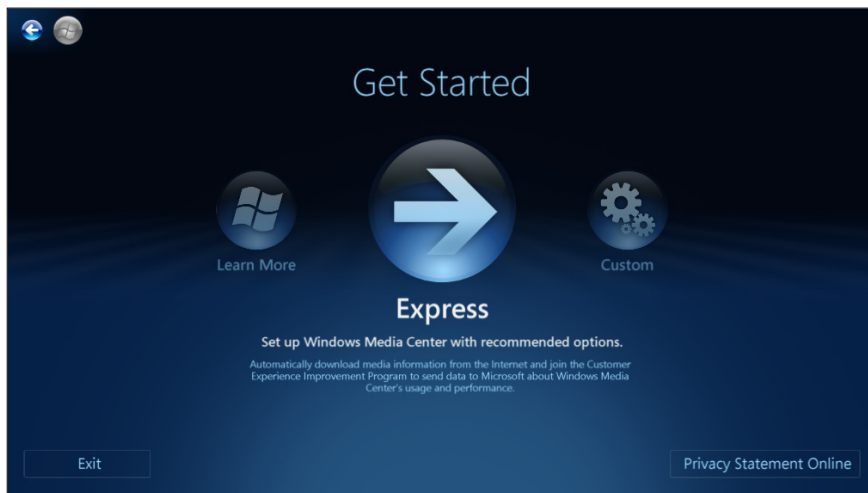 Get Started
Learn More
Custom
Express
Set up Windows Media Center with recommended options.
Automatically download media information from the Internet and join the Customer
Experience Improvement Program to send data to Microsoft about Windows Media
Center's usage and performance.
Exit
Privacy Statement Online